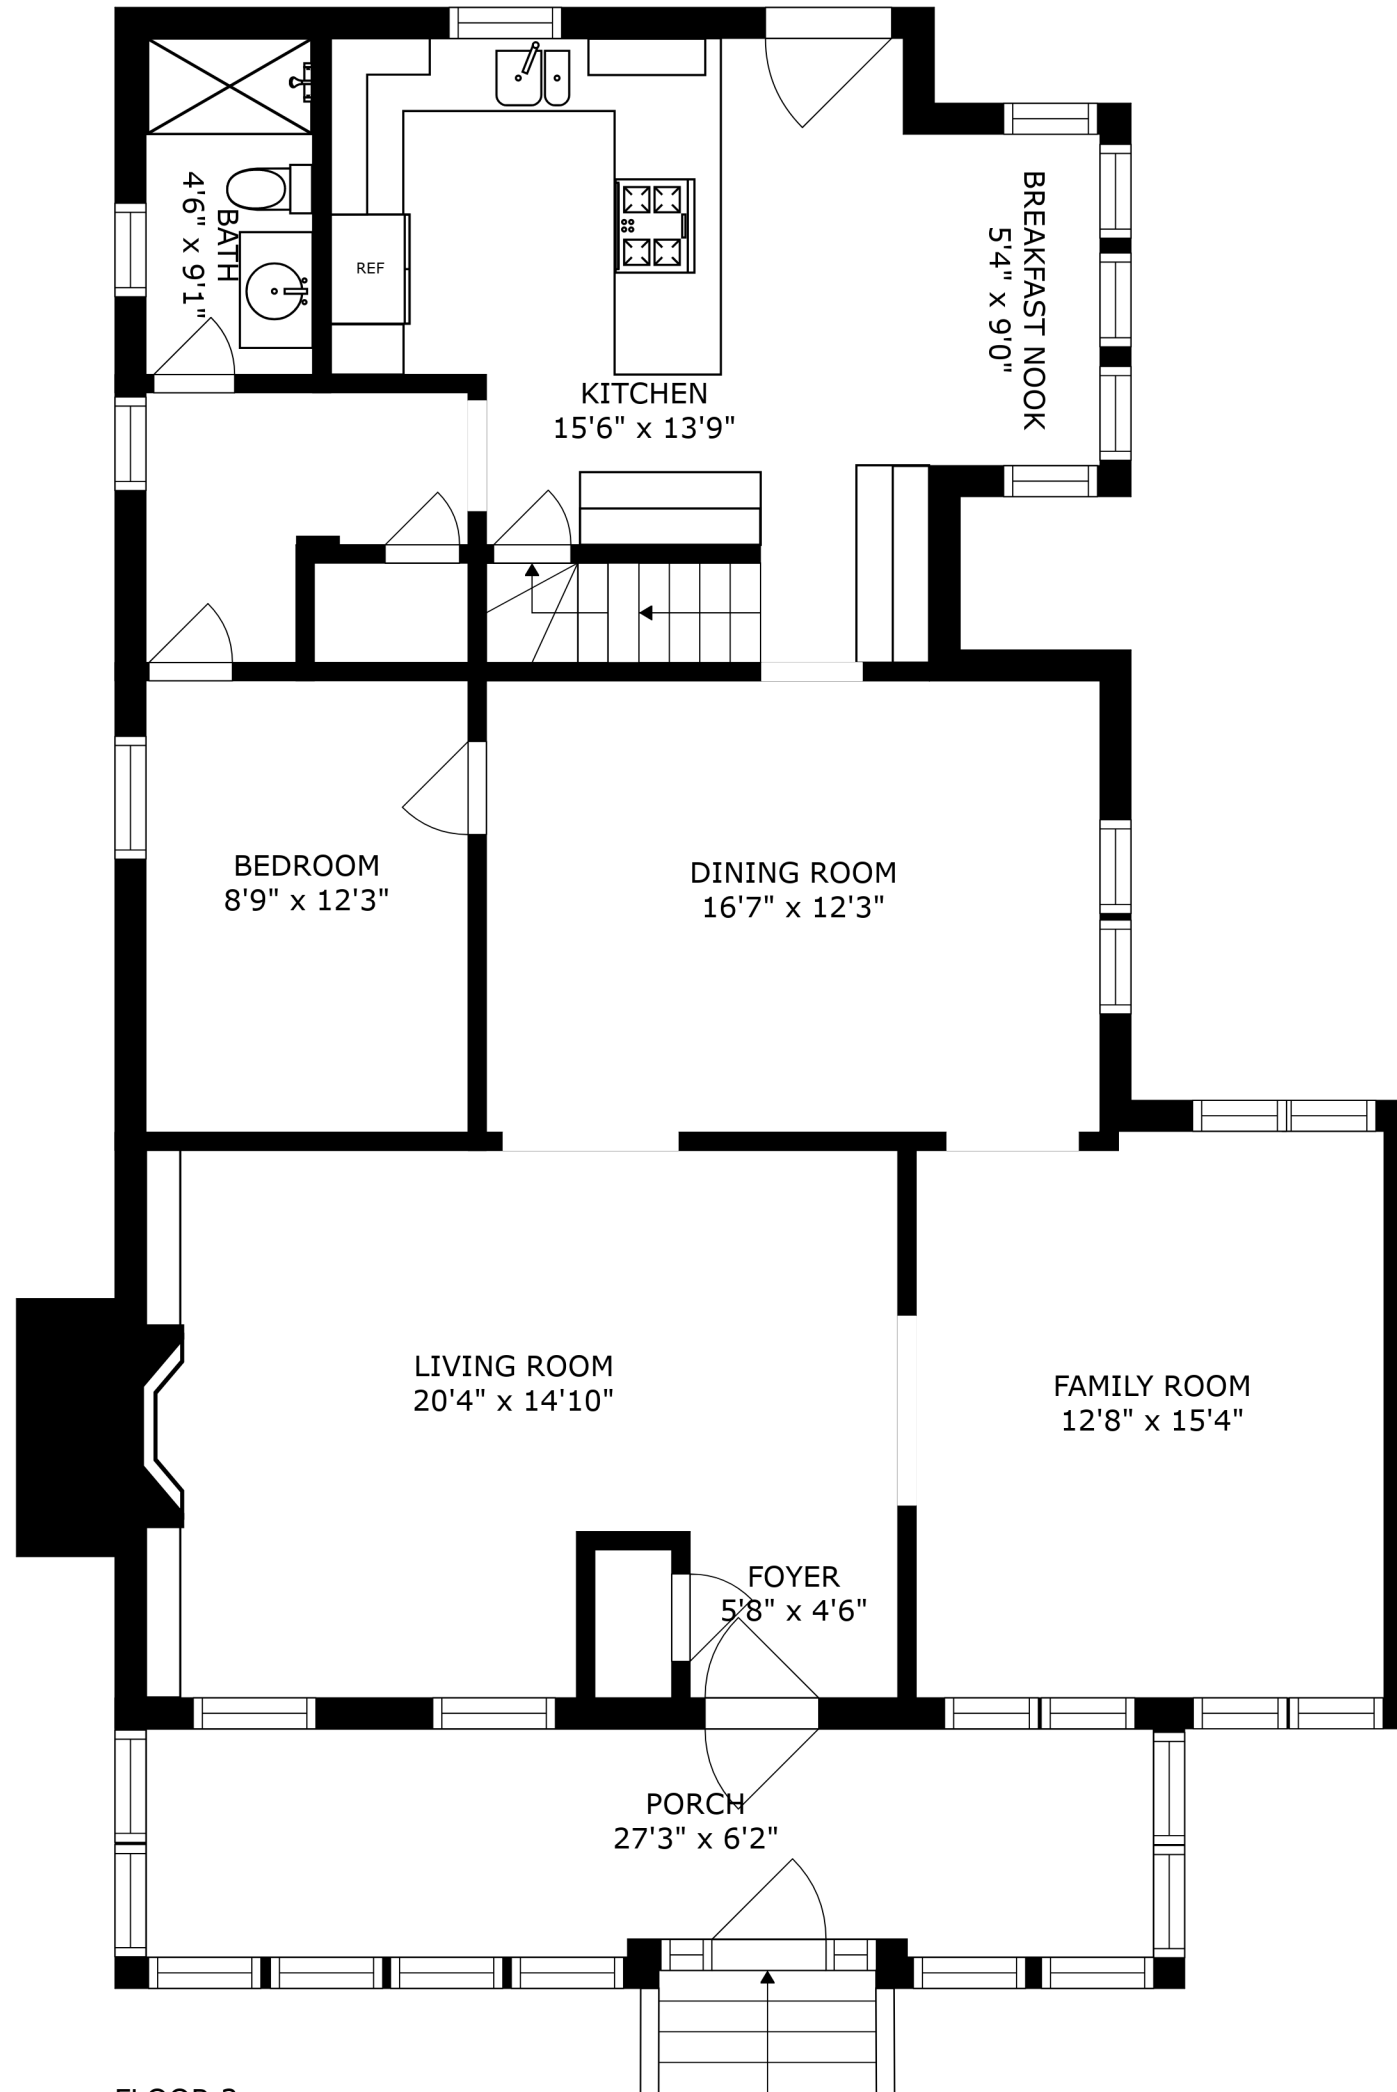 BATH
4'6" x 9'1"
REF
KITCHEN
15'6" x 13'9"
BREAKFAST NOOK
5'4" x 9'0"
BEDROOM
8'9" x 12'3"
DINING ROOM
16'7" x 12'3"
LIVING ROOM
20'4" x 14'10"
FAMILY ROOM
12'8" x 15'4"
FOYER
5'8" x 4'6"
PORCH
27'3" x 6'2"
FLOOR